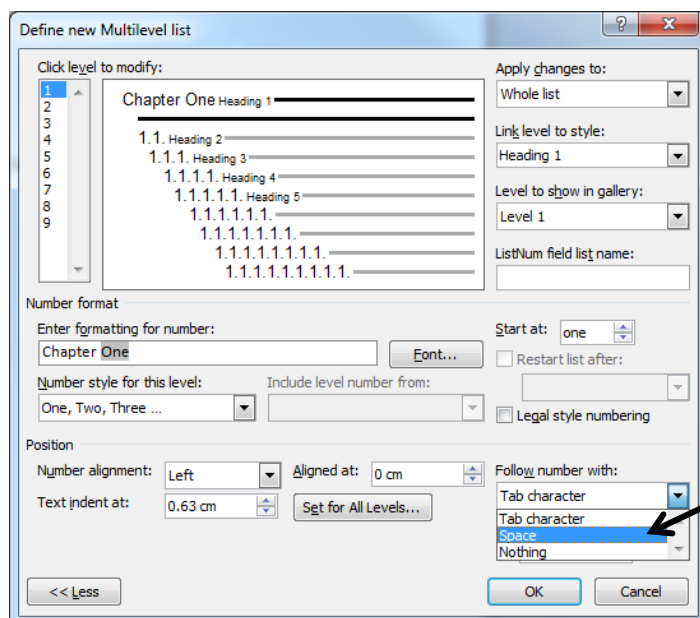 Define new Multilevel list
Click level to modify:
1
2
3
4
5
6
7
8
9
Chapter One Heading 1
1.1. Heading 2
1.1.1. Heading 3
1.1.1.1. Heading 4
1.1.1.1.1. Heading 5
1.1.1.1.1.1.
1.1.1.1.1.1.1.
1.1.1.1.1.1.1.1.
1.1.1.1.1.1.1.1.1.
Apply changes to:
Whole list
Link level to style:
Heading 1
Level to show in gallery:
Level 1
ListNum field list name:
Number format
Enter formatting for number:
Chapter One
Font...
Number style for this level:
One, Two, Three ...
Include level number from:
Start at: one
Restart list after:
Legal style numbering
Position
Number alignment: Left
Aligned at: 0 cm
Text indent at: 0.63 cm
Set for All Levels...
Follow number with:
Tab character
Tab character
Space
Nothing
<< Less
OK
Cancel